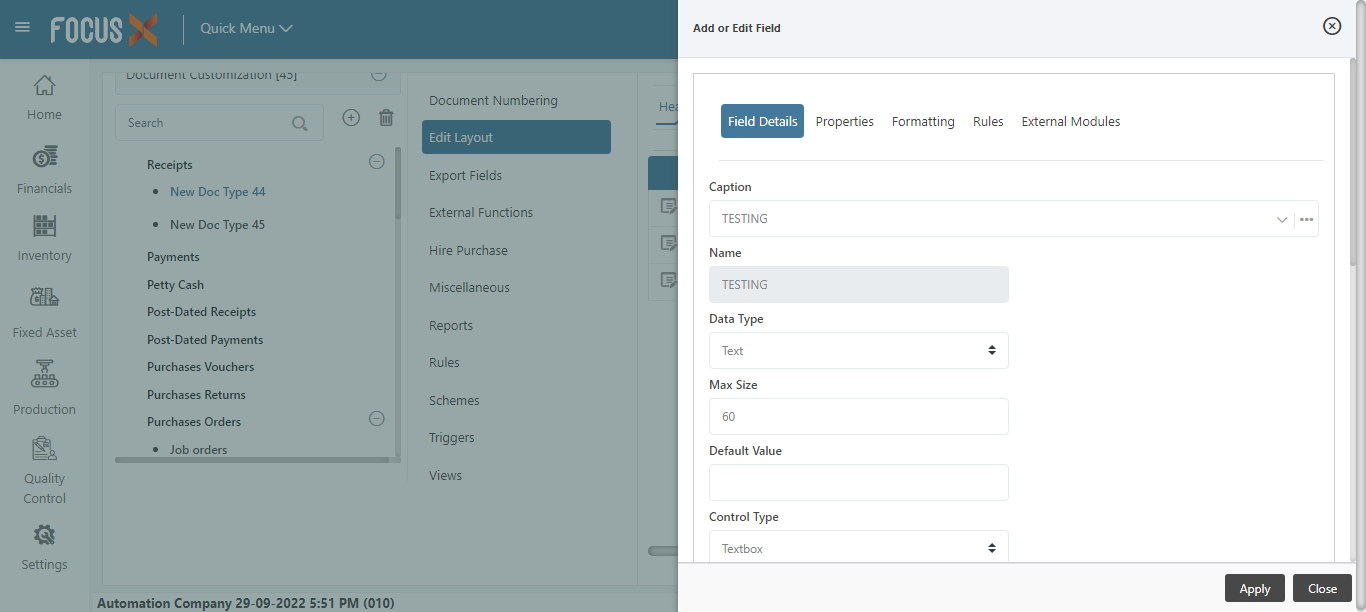 FOCUS X
Quick Menu
Add or Edit Field
Home
Financials
Inventory
Fixed Asset
Production
Quality
Control
Settings
Document Customization [45]
Search
Receipts
New Doc Type 44
New Doc Type 45
Payments
Petty Cash
Post-Dated Receipts
Post-Dated Payments
Purchases Vouchers
Purchases Returns
Purchases Orders
Job orders
Document Numbering
Edit Layout
Export Fields
External Functions
Hire Purchase
Miscellaneous
Reports
Rules
Schemes
Triggers
Views
Hea
Field Details Properties Formatting Rules External Modules
Caption
TESTING
Name
TESTING
Data Type
Text
Max Size
60
Default Value
Control Type
Textbox
Apply Close
Automation Company 29-09-2022 5:51 PM (010)